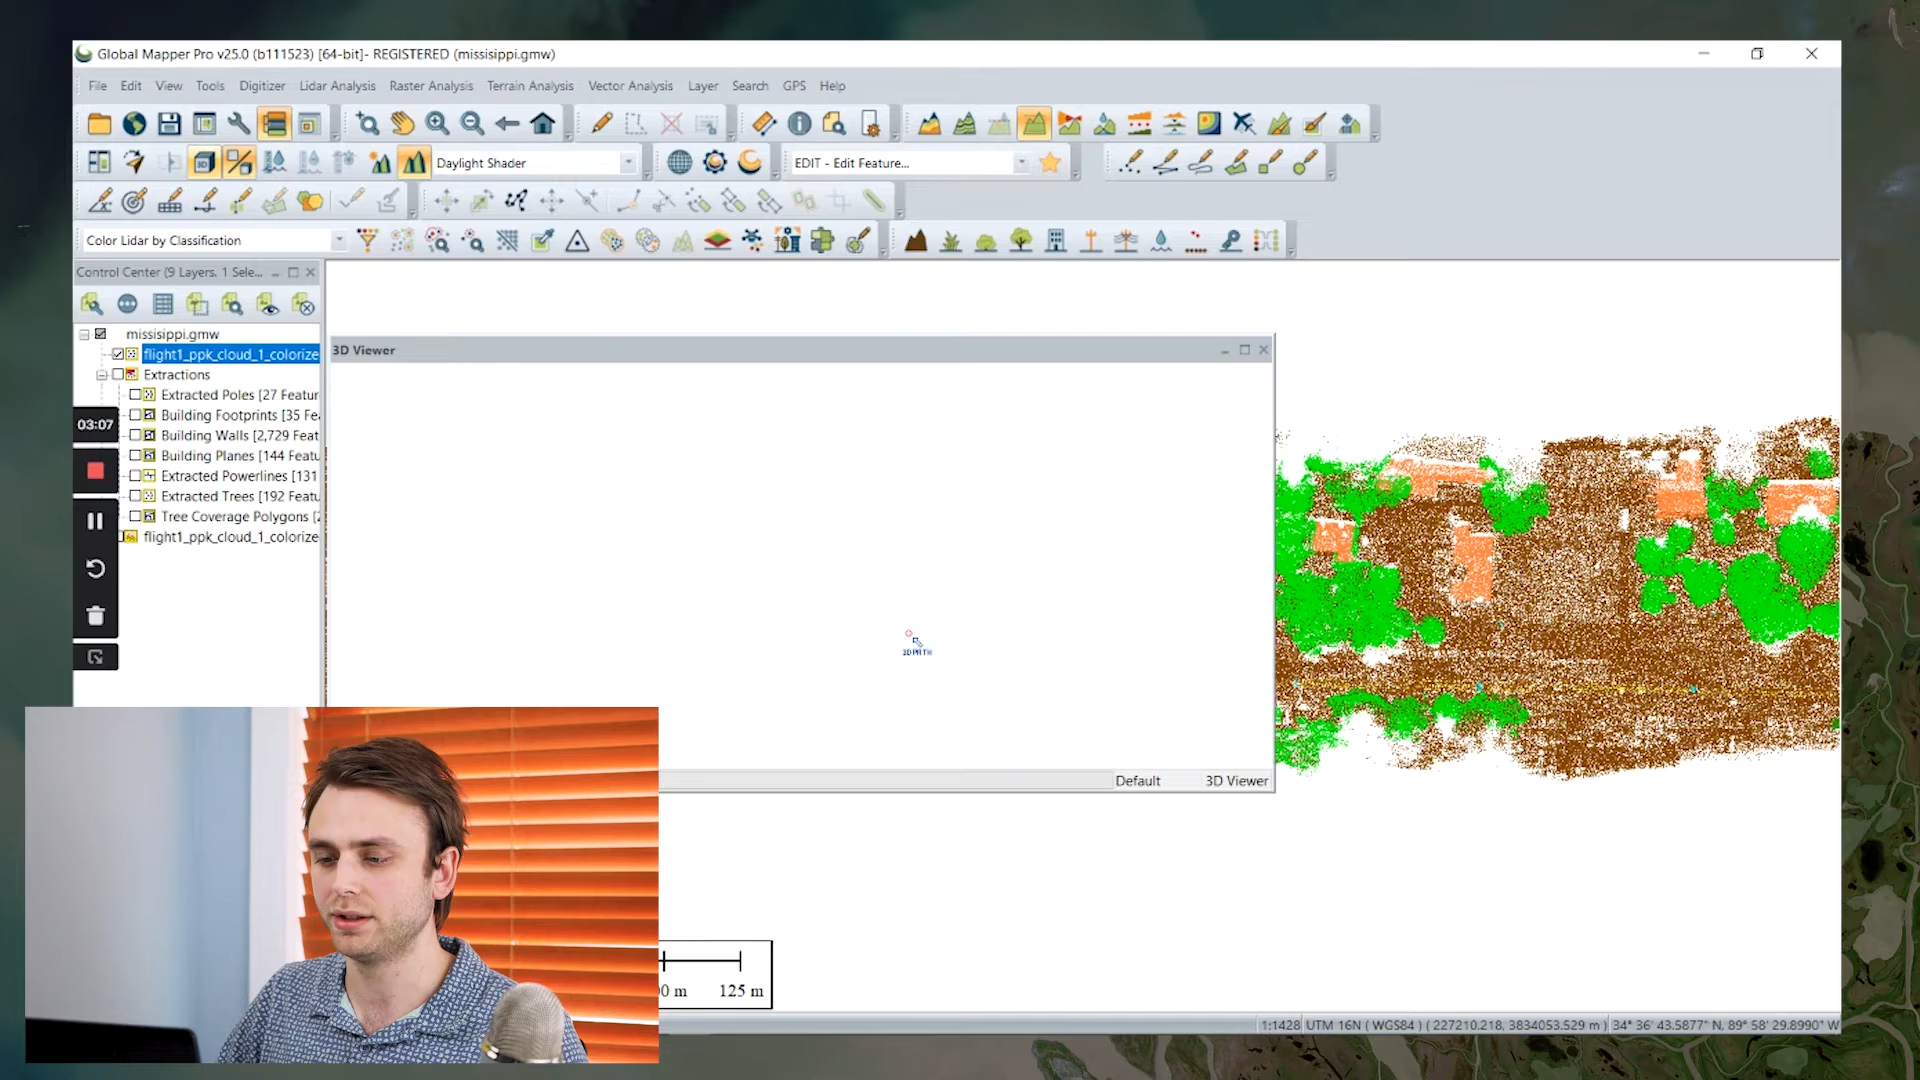 Global Mapper Pro v25.0 (b111523) [64-bit]- REGISTERED (missisippi.gmw)
File Edit View Tools Digitizer Lidar Analysis Raster Analysis Terrain Analysis Vector Analysis Layer Search GPS Help
Daylight Shader
EDIT - Edit Feature...
Color Lidar by Classification
Control Center (9 Layers, 1 Sele...
missisippi.gmw
flight1_ppk_cloud_1_colorize
Extractions
Extracted Poles [27 Featur
Building Footprints [35 Fe
Building Walls [2,729 Feat
Building Planes [144 Featu
Extracted Powerlines [131
Extracted Trees [192 Featu
Tree Coverage Polygons [
flight1_ppk_cloud_1_colorize
03:07
3D Viewer
3D PATH
Default
3D Viewer
0 m
125 m
1:1428
UTM 16N ( WGS84 ) ( 227210.218, 3834053.529 m )
34° 36' 43.5877" N, 89° 58' 29.8990" W